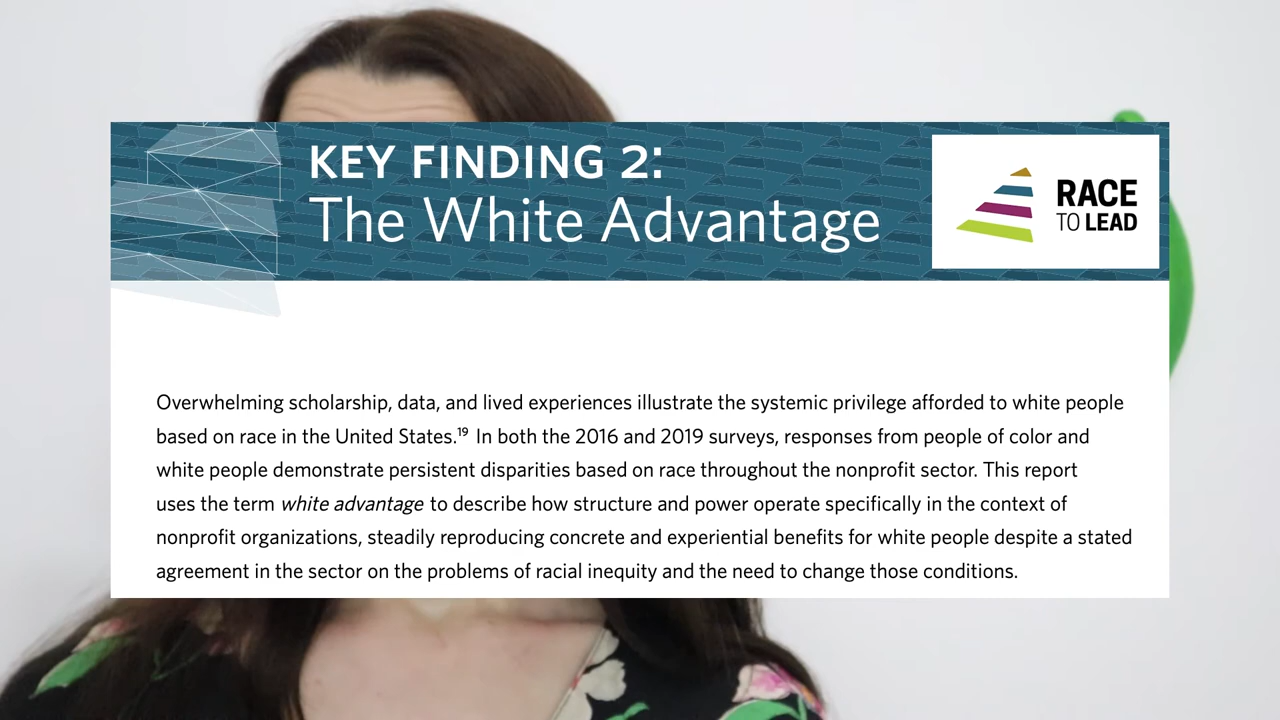 KEY FINDING 2:
The White Advantage
RACE
TO LEAD
Overwhelming scholarship, data, and lived experiences illustrate the systemic privilege afforded to white people
based on race in the United States.¹⁹ In both the 2016 and 2019 surveys, responses from people of color and
white people demonstrate persistent disparities based on race throughout the nonprofit sector. This report
uses the term white advantage to describe how structure and power operate specifically in the context of
nonprofit organizations, steadily reproducing concrete and experiential benefits for white people despite a stated
agreement in the sector on the problems of racial inequity and the need to change those conditions.